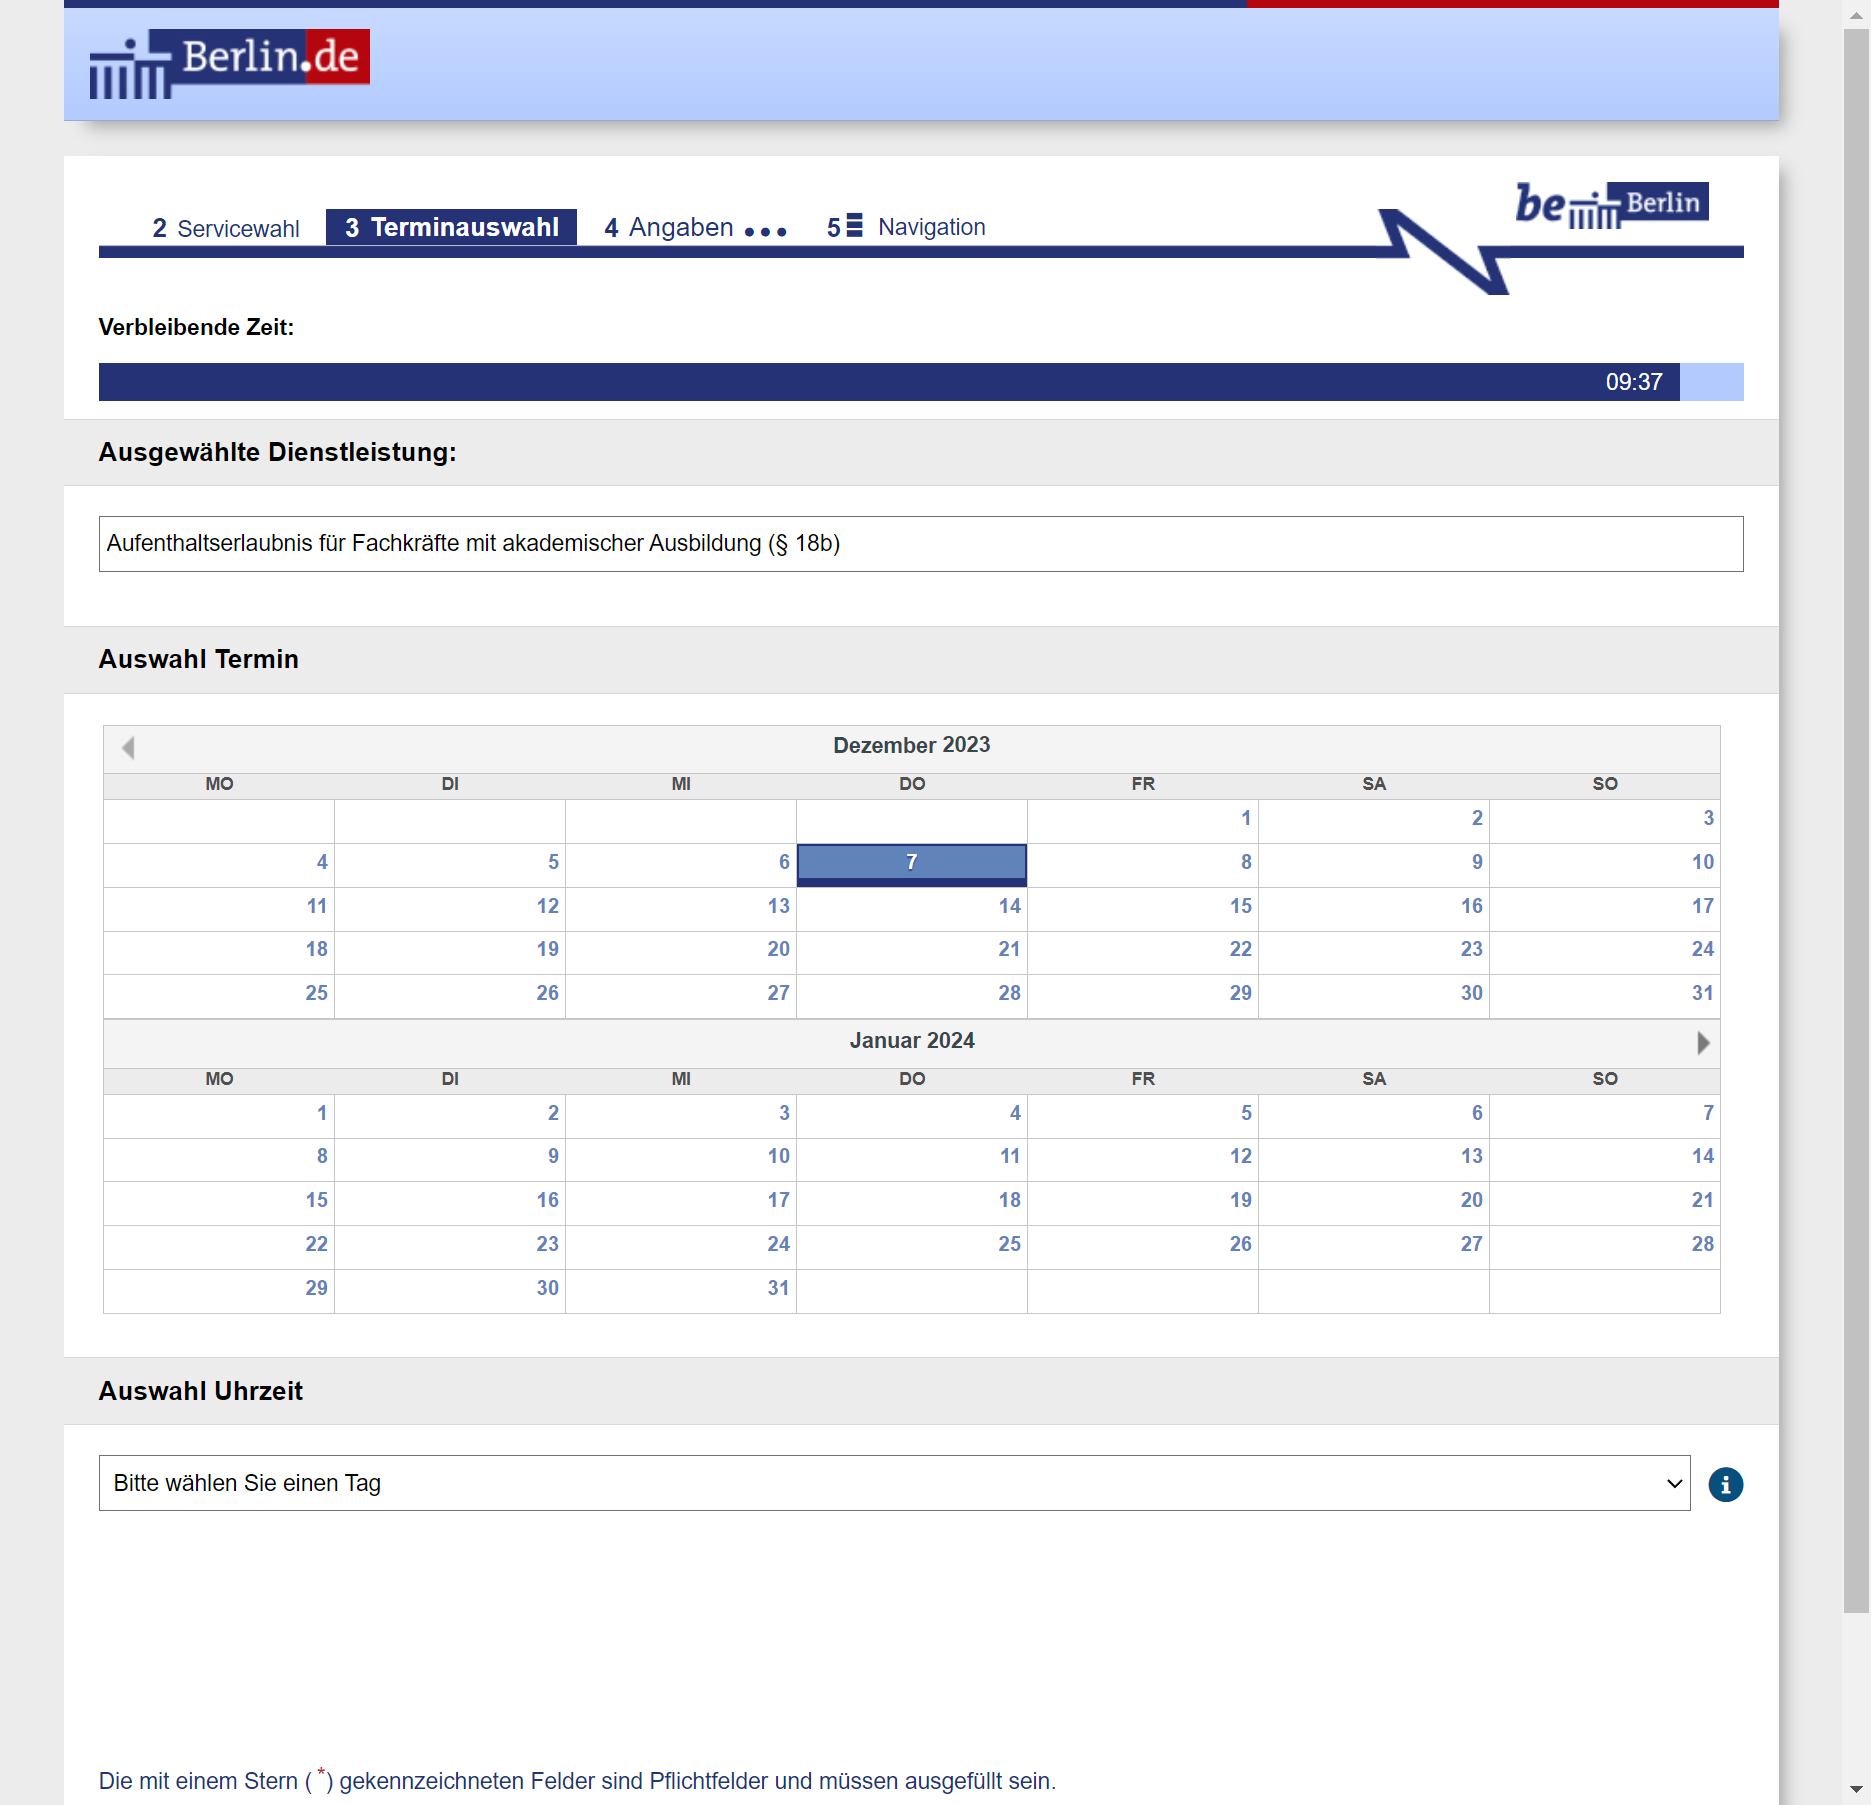 Berlin.de
be Berlin
2 Servicewahl 3 Terminauswahl 4 Angaben ... 5 Navigation
Verbleibende Zeit:
09:37
Ausgewählte Dienstleistung:
Aufenthaltserlaubnis für Fachkräfte mit akademischer Ausbildung (§ 18b)
Auswahl Termin
Dezember 2023
MO DI MI DO FR SA SO
1 2 3
4 5 6 7 8 9 10
11 12 13 14 15 16 17
18 19 20 21 22 23 24
25 26 27 28 29 30 31
Januar 2024
MO DI MI DO FR SA SO
1 2 3 4 5 6 7
8 9 10 11 12 13 14
15 16 17 18 19 20 21
22 23 24 25 26 27 28
29 30 31
Auswahl Uhrzeit
Bitte wählen Sie einen Tag
i
Die mit einem Stern ( *) gekennzeichneten Felder sind Pflichtfelder und müssen ausgefüllt sein.